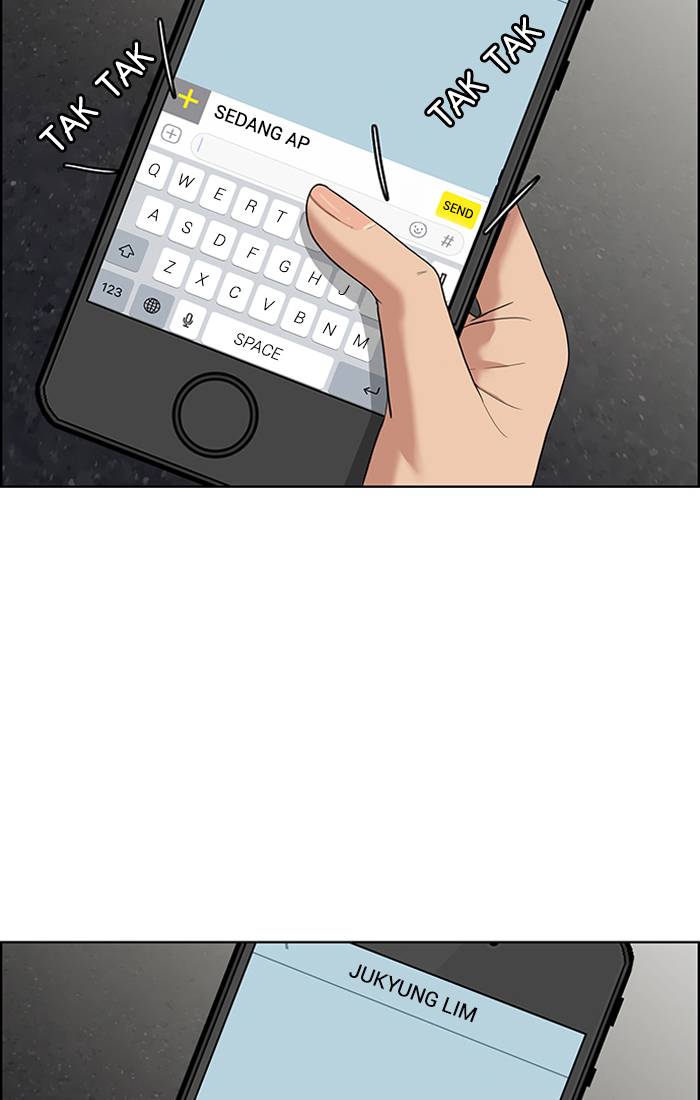 TAK TAK
TAK TAK
+
SEDANG AP
SEND
#
Q W E R T
A S D F G H J
Z X C V B N M
123
SPACE
JUKYUNG LIM